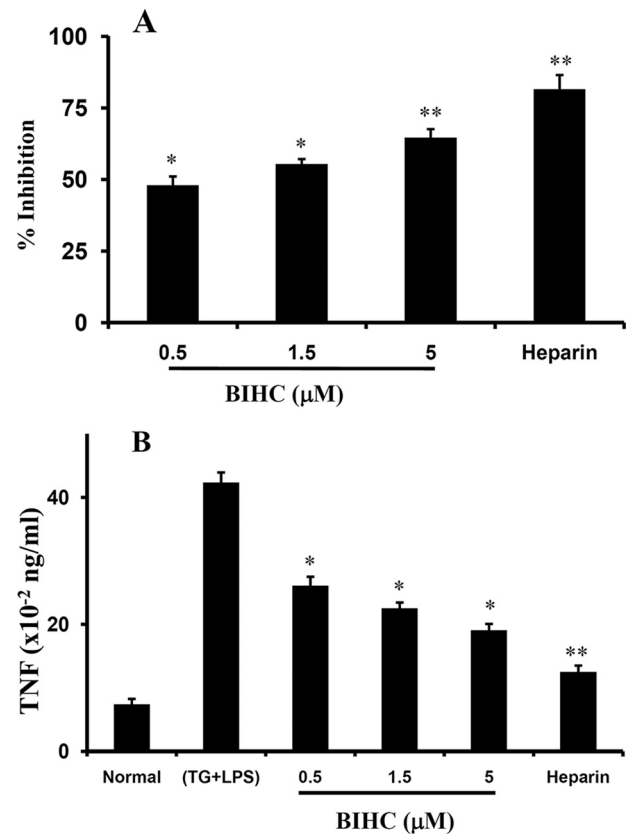 A
100
75
50
25
0
% Inhibition
* * ** **
0.5 1.5 5 Heparin
BIHC (μM)
B
40
20
0
TNF (x10⁻² ng/ml)
* * * **
Normal (TG+LPS) 0.5 1.5 5 Heparin
BIHC (μM)